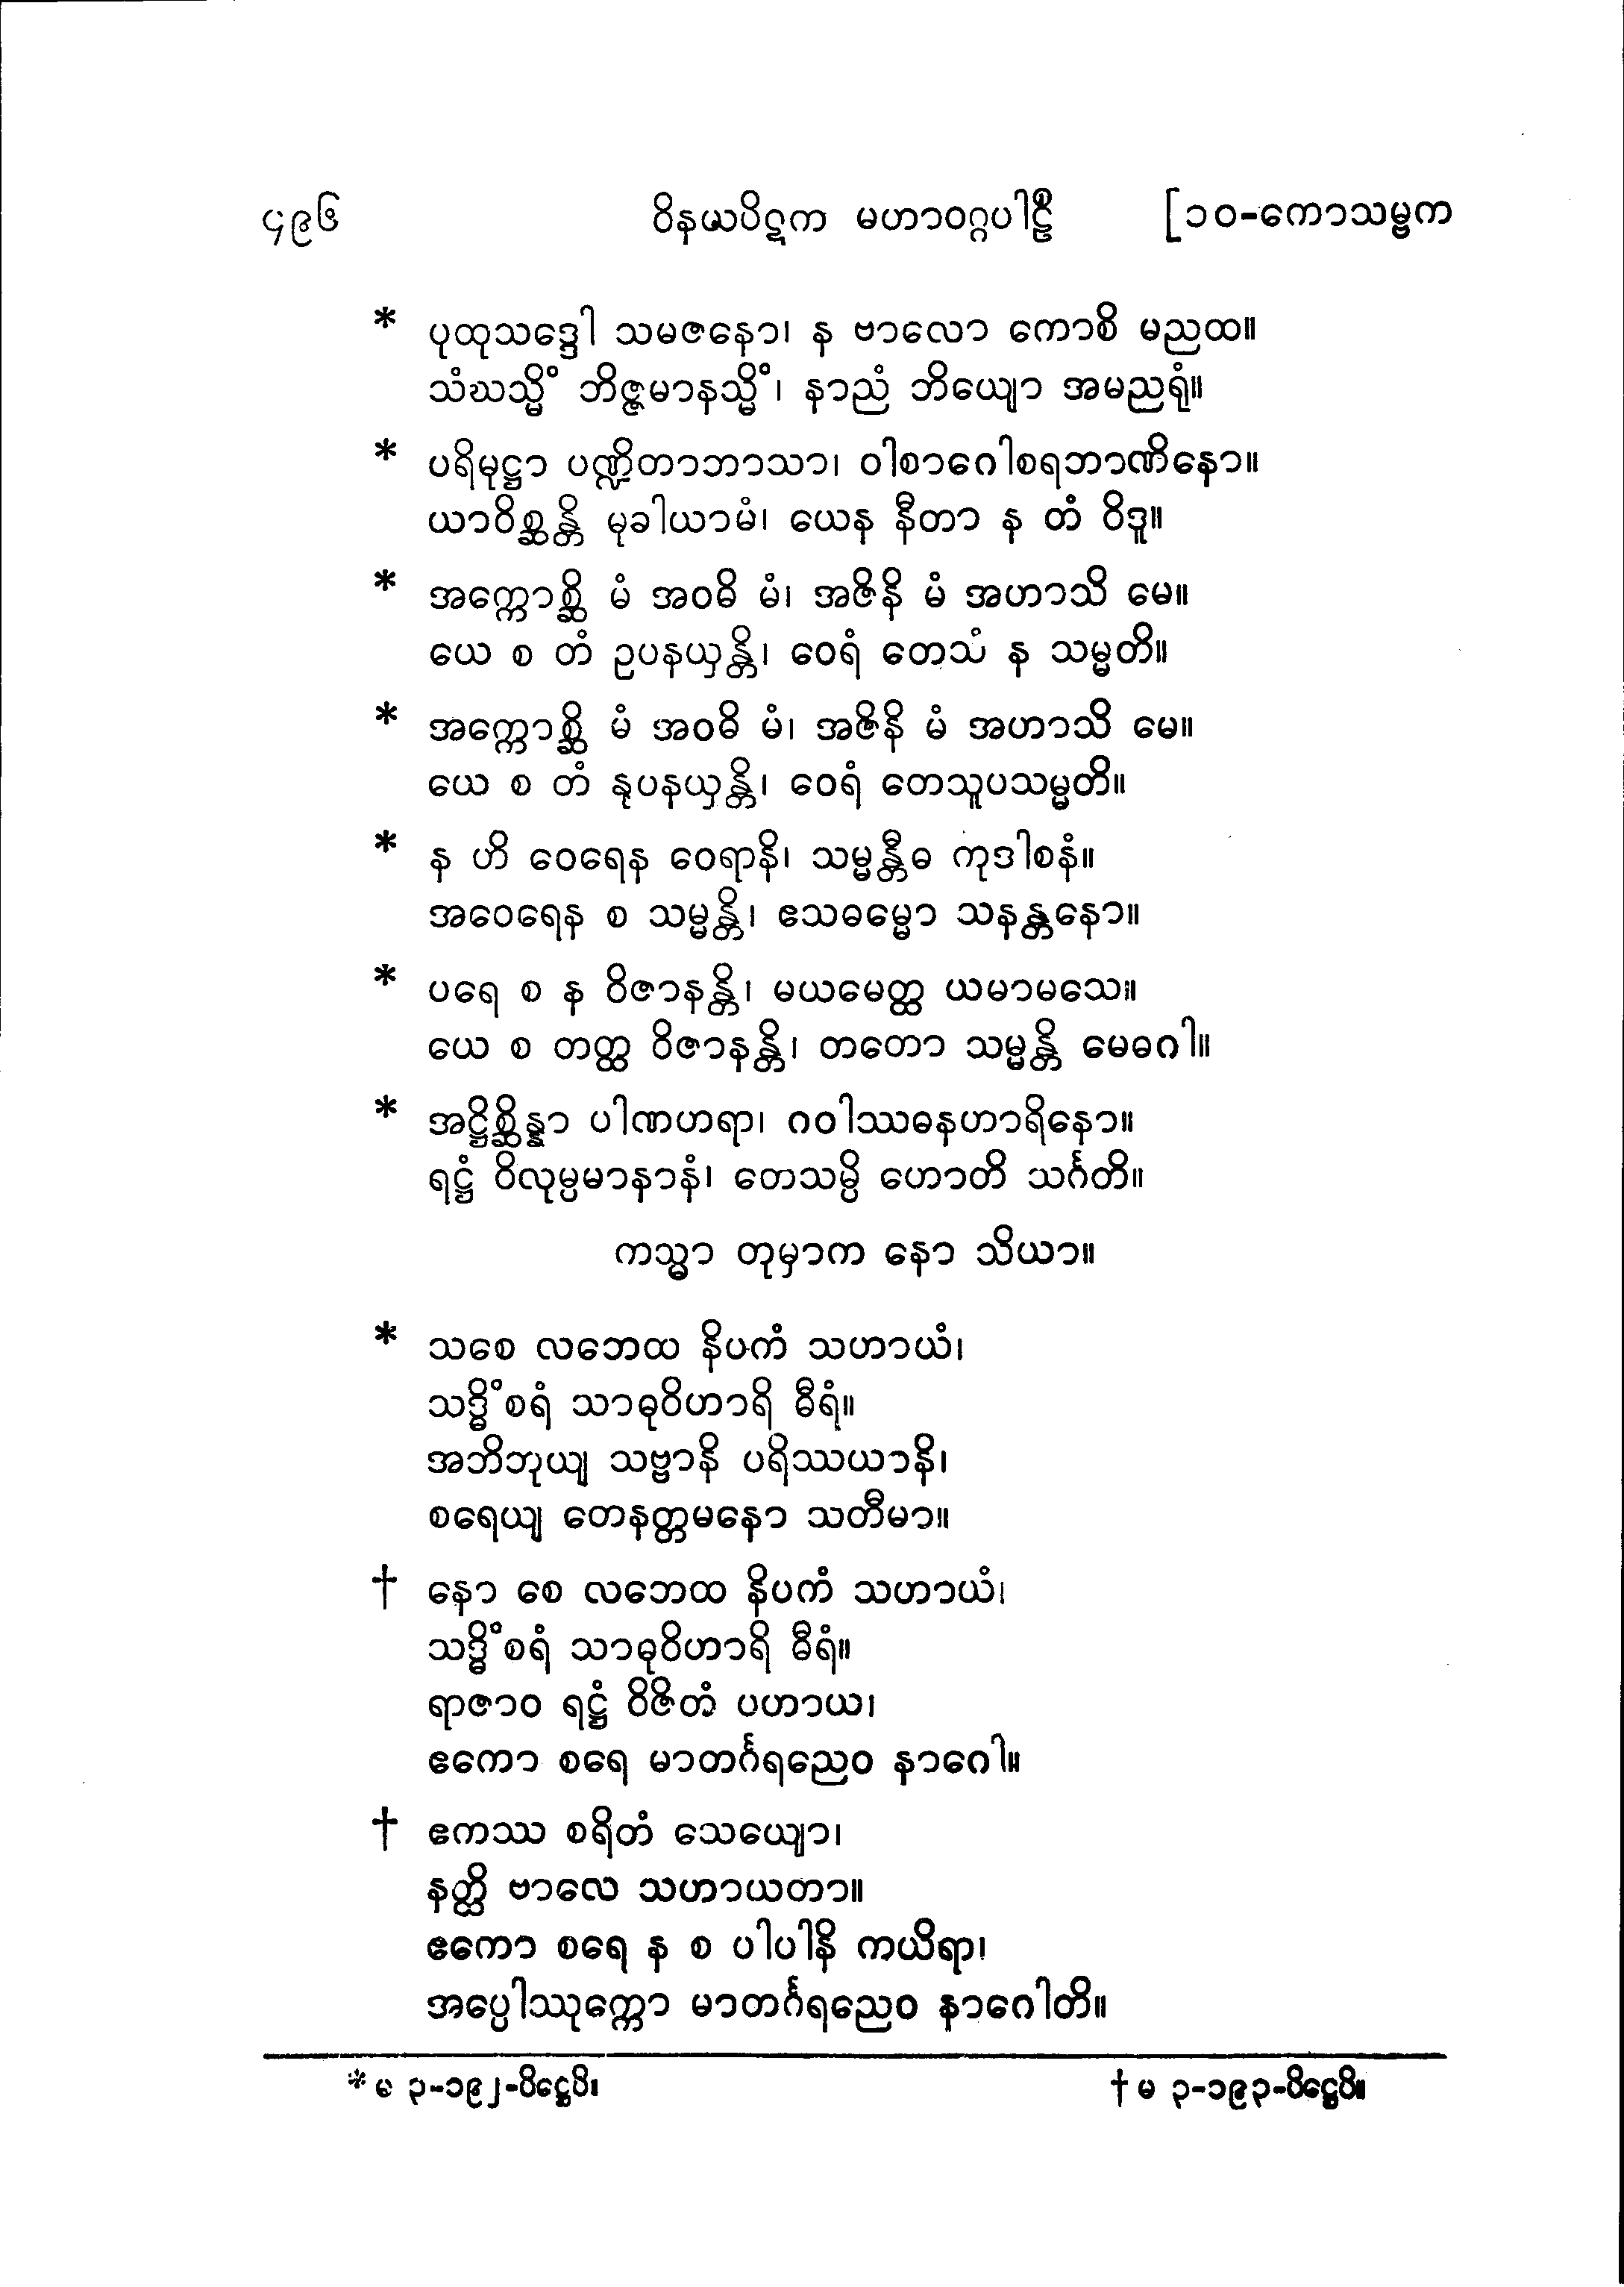 ၄၉၆ ဝိနယပိဋက မဟာဝဂ္ဂပါဠိ [၁၀-ကောသမ္ဗက
* ပုထုသဒ္ဒေါ သမဇနော၊ န ဗာလော ကောစိ မညထ။
သံဃသ္မိံ ဘိဇ္ဇမာနသ္မိံ၊ နာညံ ဘိယျော အမညရုံ။
* ပရိမုဋ္ဌာ ပဏ္ဍိတာဘာသာ၊ ဝါစာဂေါစရဘာဏိနော။
ယာဝိစ္ဆန္တိ မုခါယာမံ၊ ယေန နီတာ န တံ ဝိဒူ။
* အက္ကောစ္ဆိ မံ အဝဓိ မံ၊ အဇိနိ မံ အဟာသိ မေ။
ယေ စ တံ ဥပနယှန္တိ၊ ဝေရံ တေသံ န သမ္မတိ။
* အက္ကောစ္ဆိ မံ အဝဓိ မံ၊ အဇိနိ မံ အဟာသိ မေ။
ယေ စ တံ နုပနယှန္တိ၊ ဝေရံ တေသူပသမ္မတိ။
* န ဟိ ဝေရေန ဝေရာနိ၊ သမ္မန္တီဓ ကုဒါစနံ။
အဝေရေန စ သမ္မန္တိ၊ ဧသဓမ္မော သနန္တနော။
* ပရေ စ န ဝိဇာနန္တိ၊ မယမေတ္ထ ယမာမသေ။
ယေ စ တတ္ထ ဝိဇာနန္တိ၊ တတော သမ္မန္တိ မေဓဂါ။
* အဋ္ဌိစ္ဆိန္နာ ပါဏဟရာ၊ ဂဝါဿဓနဟာရိနော။
ရဋ္ဌံ ဝိလုမ္ပမာနာနံ၊ တေသမ္ပိ ဟောတိ သင်္ဂတိ။
ကသ္မာ တုမှာက နော သိယာ။
* သစေ လဘေထ နိပကံ သဟာယံ၊
သဒ္ဓိံစရံ သာဓုဝိဟာရိ ဓီရံ။
အဘိဘုယျ သဗ္ဗာနိ ပရိဿယာနိ၊
စရေယျ တေနတ္တမနော သတီမာ။
† နော စေ လဘေထ နိပကံ သဟာယံ၊
သဒ္ဓိံစရံ သာဓုဝိဟာရိ ဓီရံ။
ရာဇာဝ ရဋ္ဌံ ဝိဇိတံ ပဟာယ၊
ဧကော စရေ မာတင်္ဂရညေဝ နာဂေါ။
† ဧကဿ စရိတံ သေယျော၊
နတ္ထိ ဗာလေ သဟာယတာ။
ဧကော စရေ န စ ပါပါနိ ကယိရာ၊
အပ္ပေါဿုက္ကော မာတင်္ဂရညေဝ နာဂေါတိ။
* မ ၃-၁၉၂-ပိဋ္ဌေပိ။ † မ ၃-၁၉၃-ပိဋ္ဌေပိ။